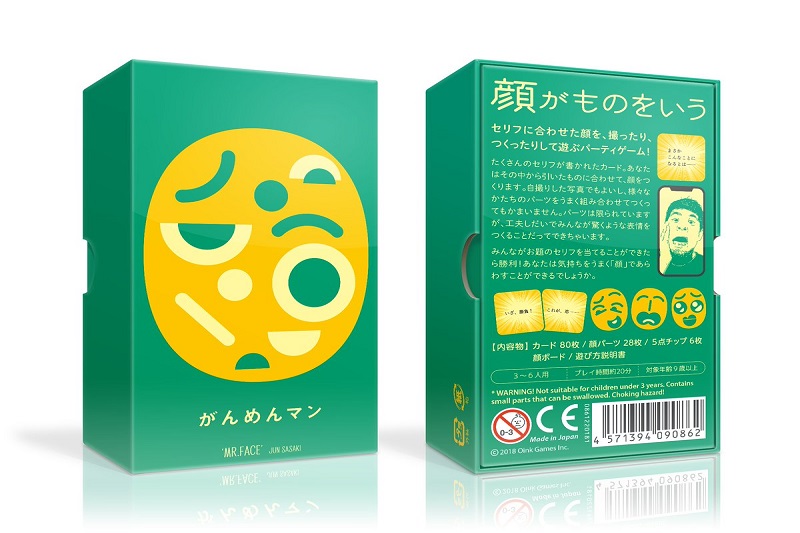 がんめんマン
'MR.FACE' JUN SASAKI
顔がものをいう
セリフに合わせた顔を、撮ったり、
つくったりして遊ぶパーティゲーム!
たくさんのセリフが書かれたカード。あなた
はその中から引いたものに合わせて、顔をつ
くります。自撮りした写真でもよいし、様々な
かたちのパーツをうまく組み合わせてつくっ
てもかまいません。パーツは限られています
が、工夫しだいでみんなが驚くような表情を
つくることだってできちゃいます。
みんながお題のセリフを当てることができた
ら勝利!あなたは気持ちをうまく「顔」であら
わすことができるでしょうか。
まさか
こんなことに
なるとは…
いざ、勝負!
これが、恋…
【内容物】カード 80枚 / 顔パーツ 28枚 / 5点チップ 6枚
顔ボード / 遊び方説明書
3〜6人用
プレイ時間約20分
対象年齢9歳以上
* WARNING! Not suitable for children under 3 years. Contains
small parts that can be swallowed. Choking hazard!
0-3
CE
Made in Japan
0861220181
4 571394 090862
© 2018 Oink Games Inc.